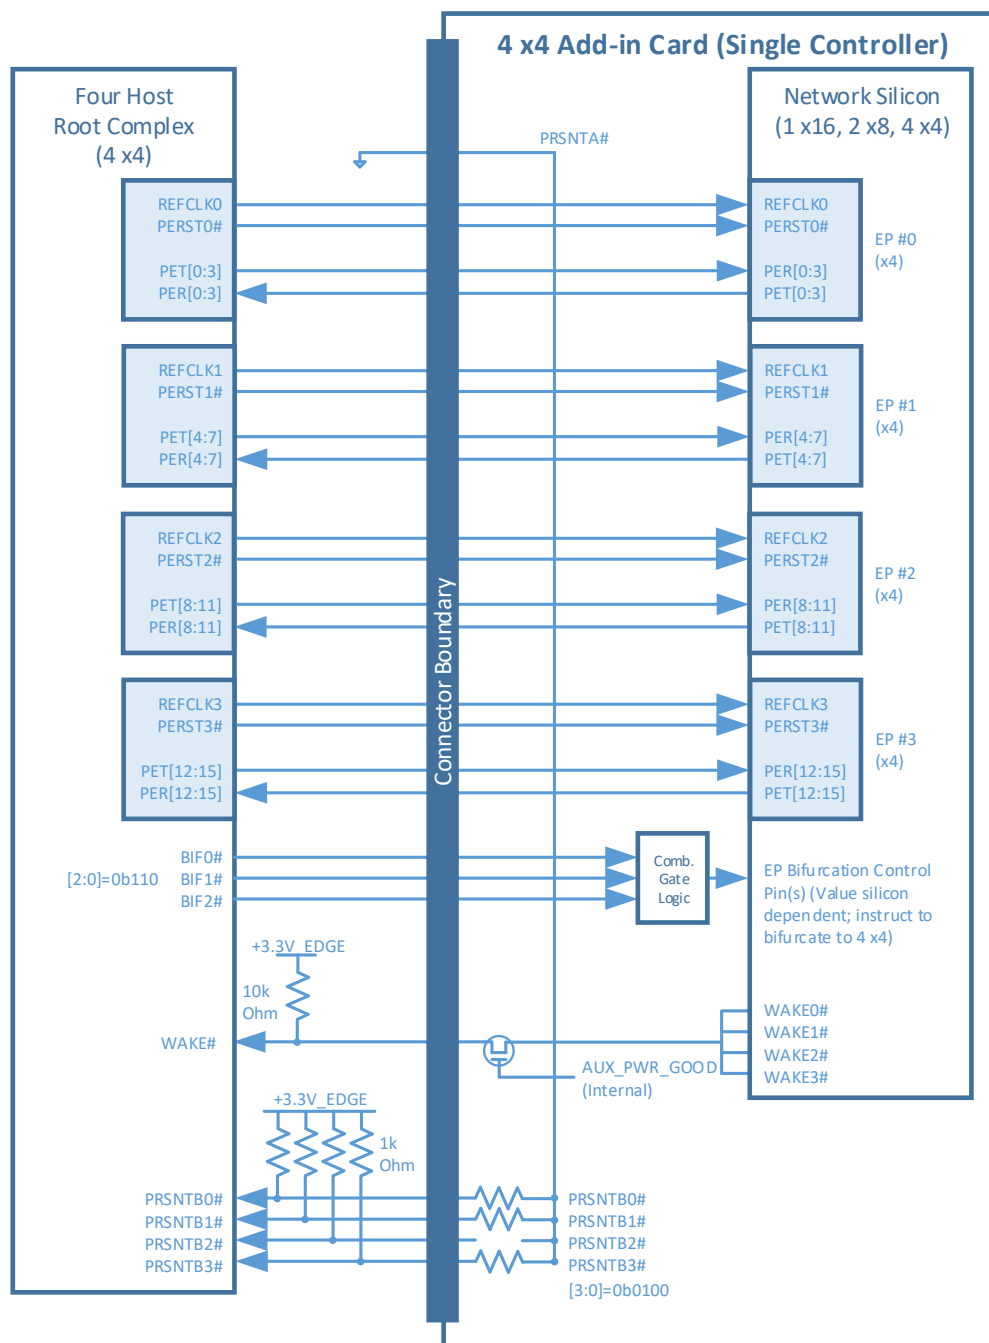 4 x4 Add-in Card (Single Controller)
Four Host
Root Complex
(4 x4)
Network Silicon
(1 x16, 2 x8, 4 x4)
PRSNTA#
REFCLK0
PERST0#
PET[0:3]
PER[0:3]
REFCLK0
PERST0#
PER[0:3]
PET[0:3]
EP #0
(x4)
REFCLK1
PERST1#
PET[4:7]
PER[4:7]
REFCLK1
PERST1#
PER[4:7]
PET[4:7]
EP #1
(x4)
REFCLK2
PERST2#
PET[8:11]
PER[8:11]
REFCLK2
PERST2#
PER[8:11]
PET[8:11]
EP #2
(x4)
Connector Boundary
REFCLK3
PERST3#
PET[12:15]
PER[12:15]
REFCLK3
PERST3#
PER[12:15]
PET[12:15]
EP #3
(x4)
BIF0#
[2:0]=0b110 BIF1#
BIF2#
Comb.
Gate
Logic
EP Bifurcation Control
Pin(s) (Value silicon
dependent; instruct to
bifurcate to 4 x4)
+3.3V_EDGE
10k
Ohm
WAKE#
WAKE0#
WAKE1#
WAKE2#
WAKE3#
AUX_PWR_GOOD
(Internal)
+3.3V_EDGE
1k
Ohm
PRSNTB0#
PRSNTB1#
PRSNTB2#
PRSNTB3#
PRSNTB0#
PRSNTB1#
PRSNTB2#
PRSNTB3#
[3:0]=0b0100